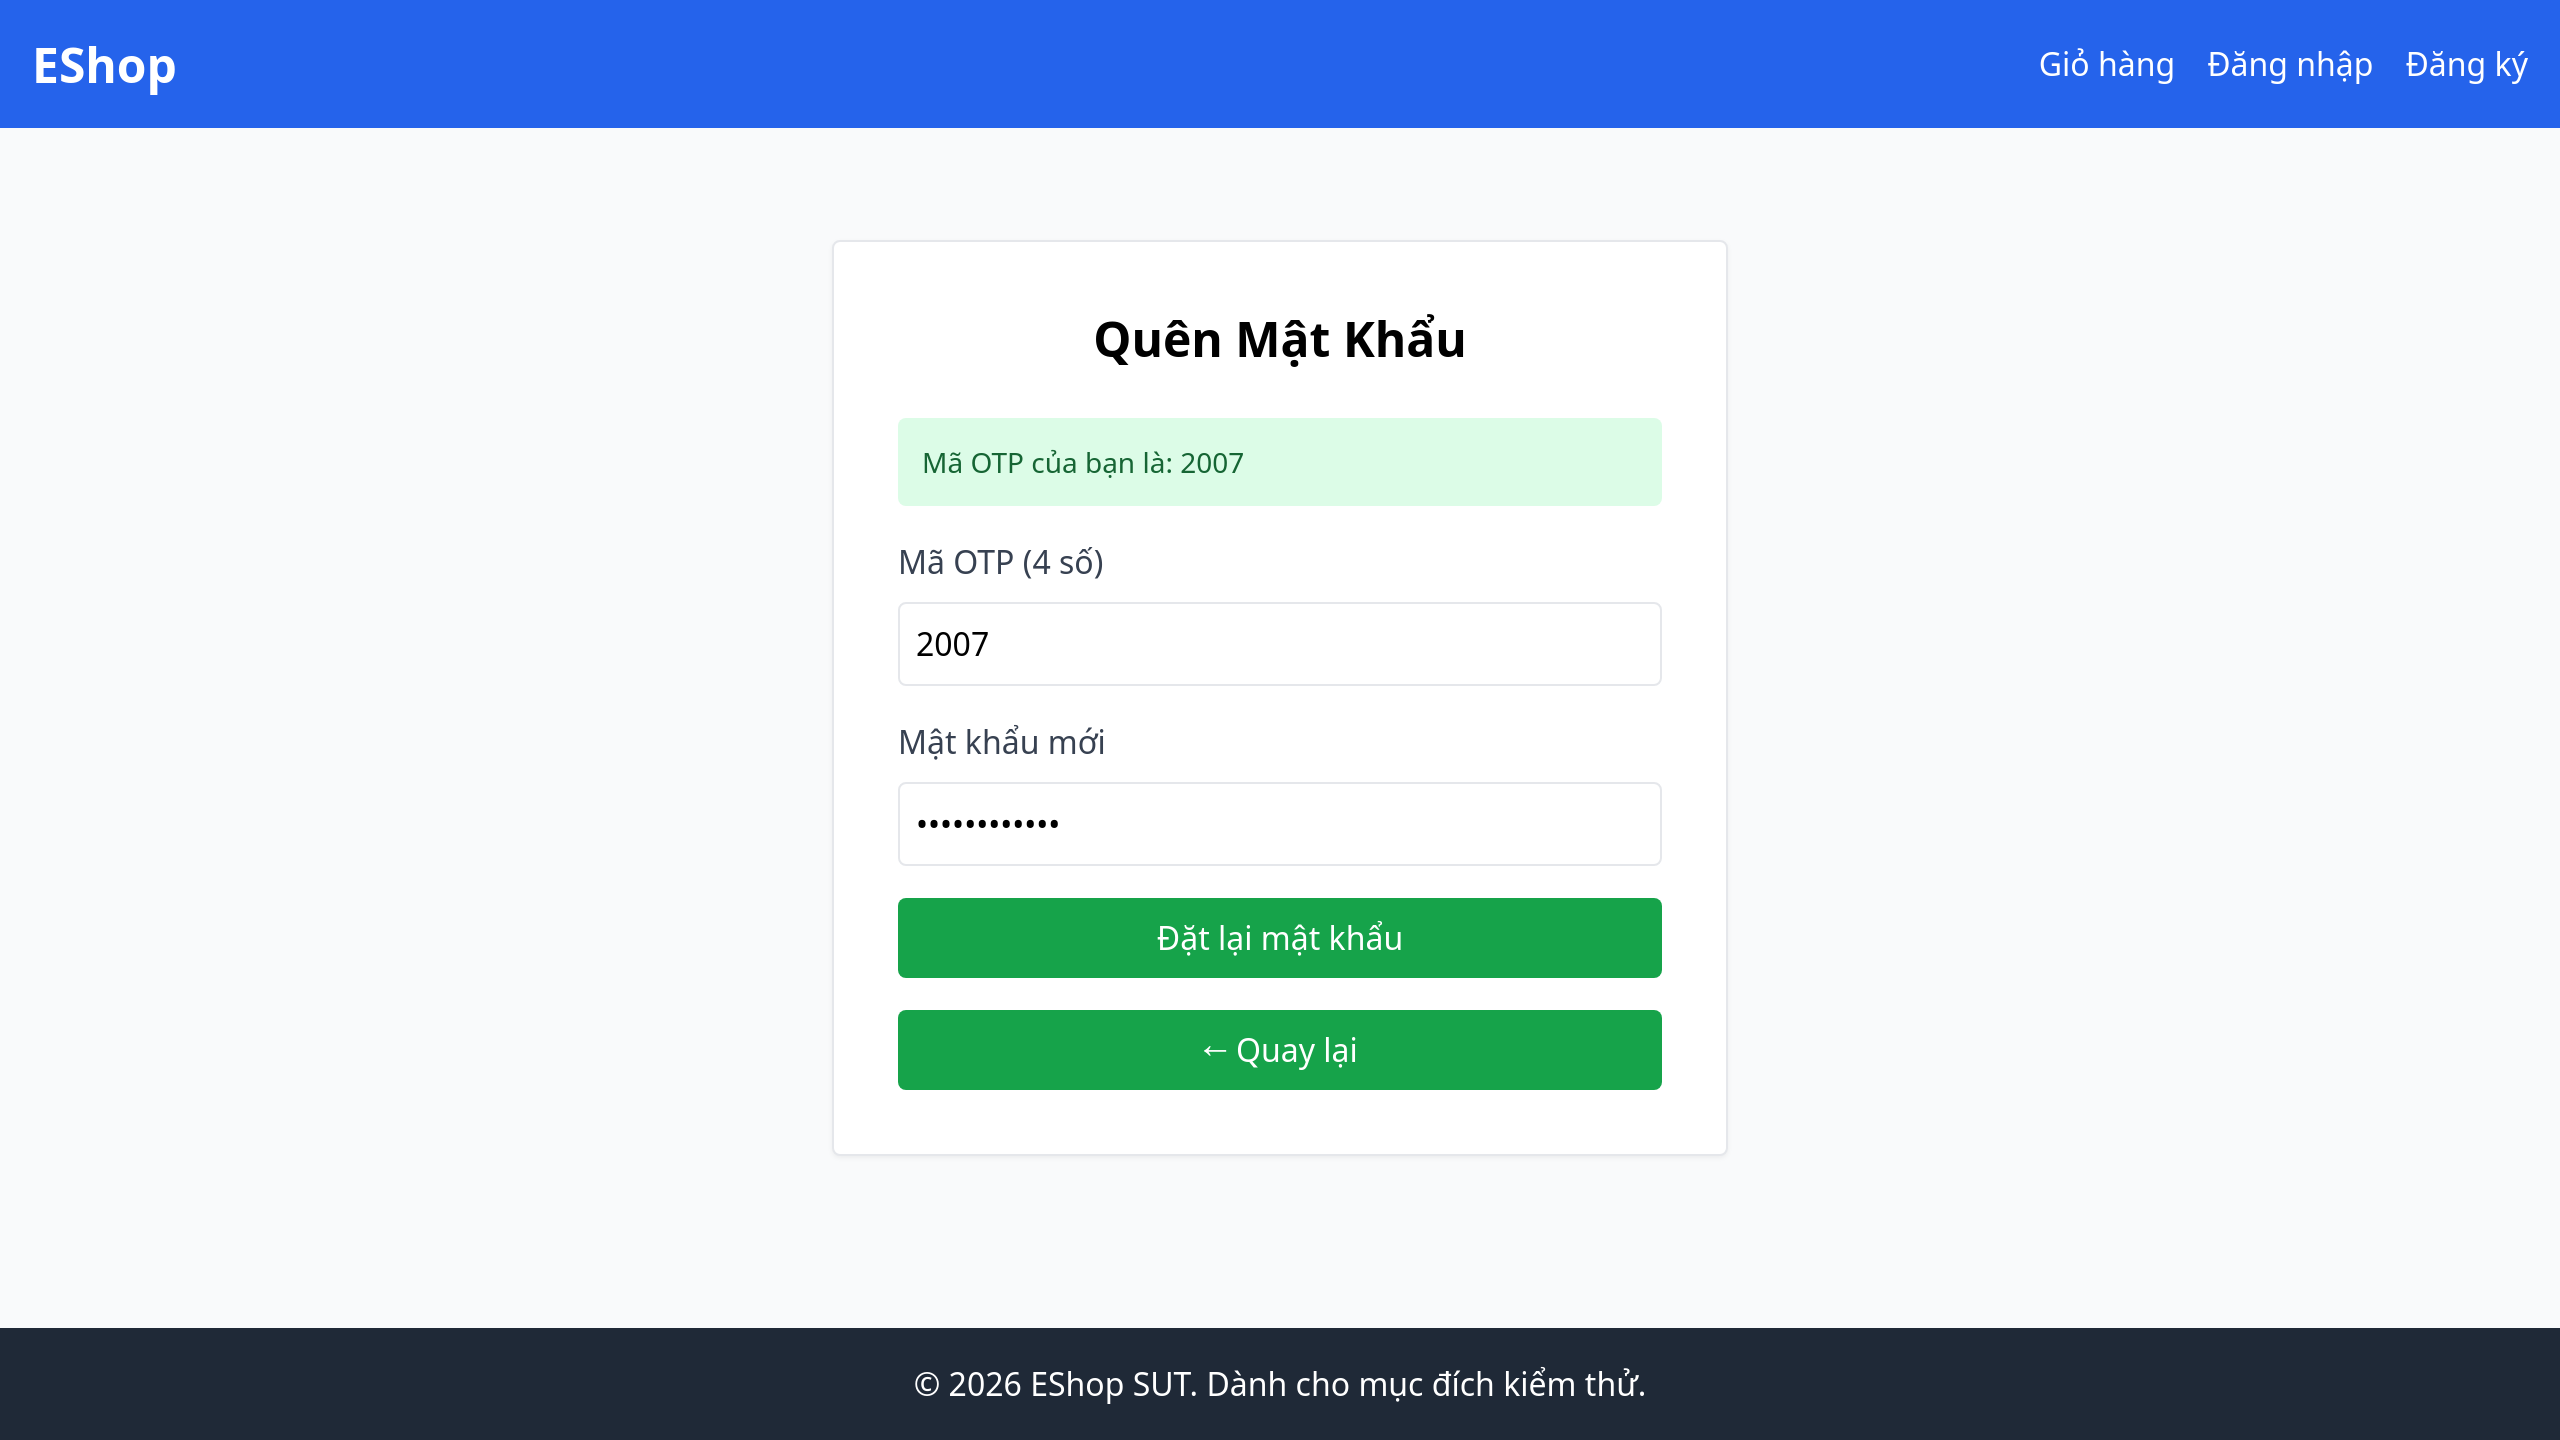 EShop
Giỏ hàng Đăng nhập Đăng ký
Quên Mật Khẩu
Mã OTP của bạn là: 2007
Mã OTP (4 số)
2007
Mật khẩu mới
••••••••••••
Đặt lại mật khẩu
← Quay lại
© 2026 EShop SUT. Dành cho mục đích kiểm thử.